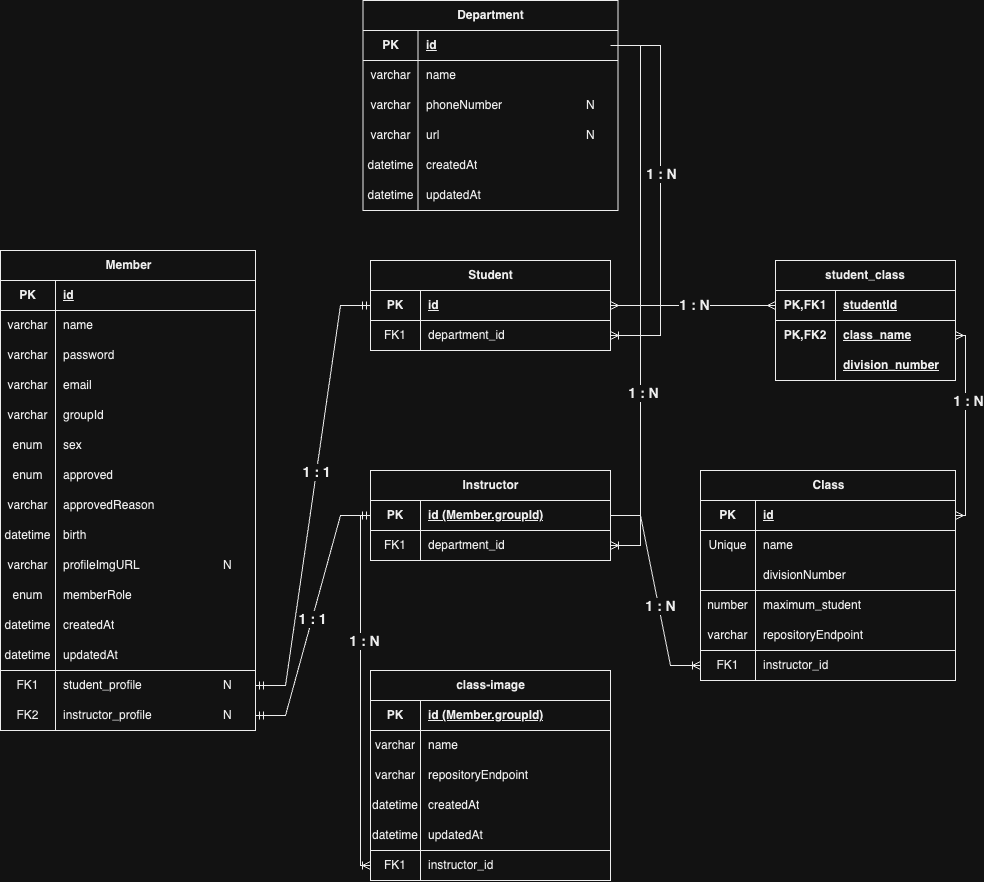 Department
PK id
varchar name
varchar phoneNumber N
varchar url N
datetime createdAt
datetime updatedAt
1 : N
Member
PK id
varchar name
varchar password
varchar email
varchar groupId
enum sex
enum approved
varchar approvedReason
datetime birth
varchar profileImgURL N
enum memberRole
datetime createdAt
datetime updatedAt
FK1 student_profile N
FK2 instructor_profile N
1 : 1
1 : 1
Student
PK id
FK1 department_id
1 : N
student_class
PK,FK1 studentId
PK,FK2 class_name
division_number
1 : N
1 : N
Instructor
PK id (Member.groupId)
FK1 department_id
1 : N
1 : N
Class
PK id
Unique name
divisionNumber
number maximum_student
varchar repositoryEndpoint
FK1 instructor_id
class-image
PK id (Member.groupId)
varchar name
varchar repositoryEndpoint
datetime createdAt
datetime updatedAt
FK1 instructor_id